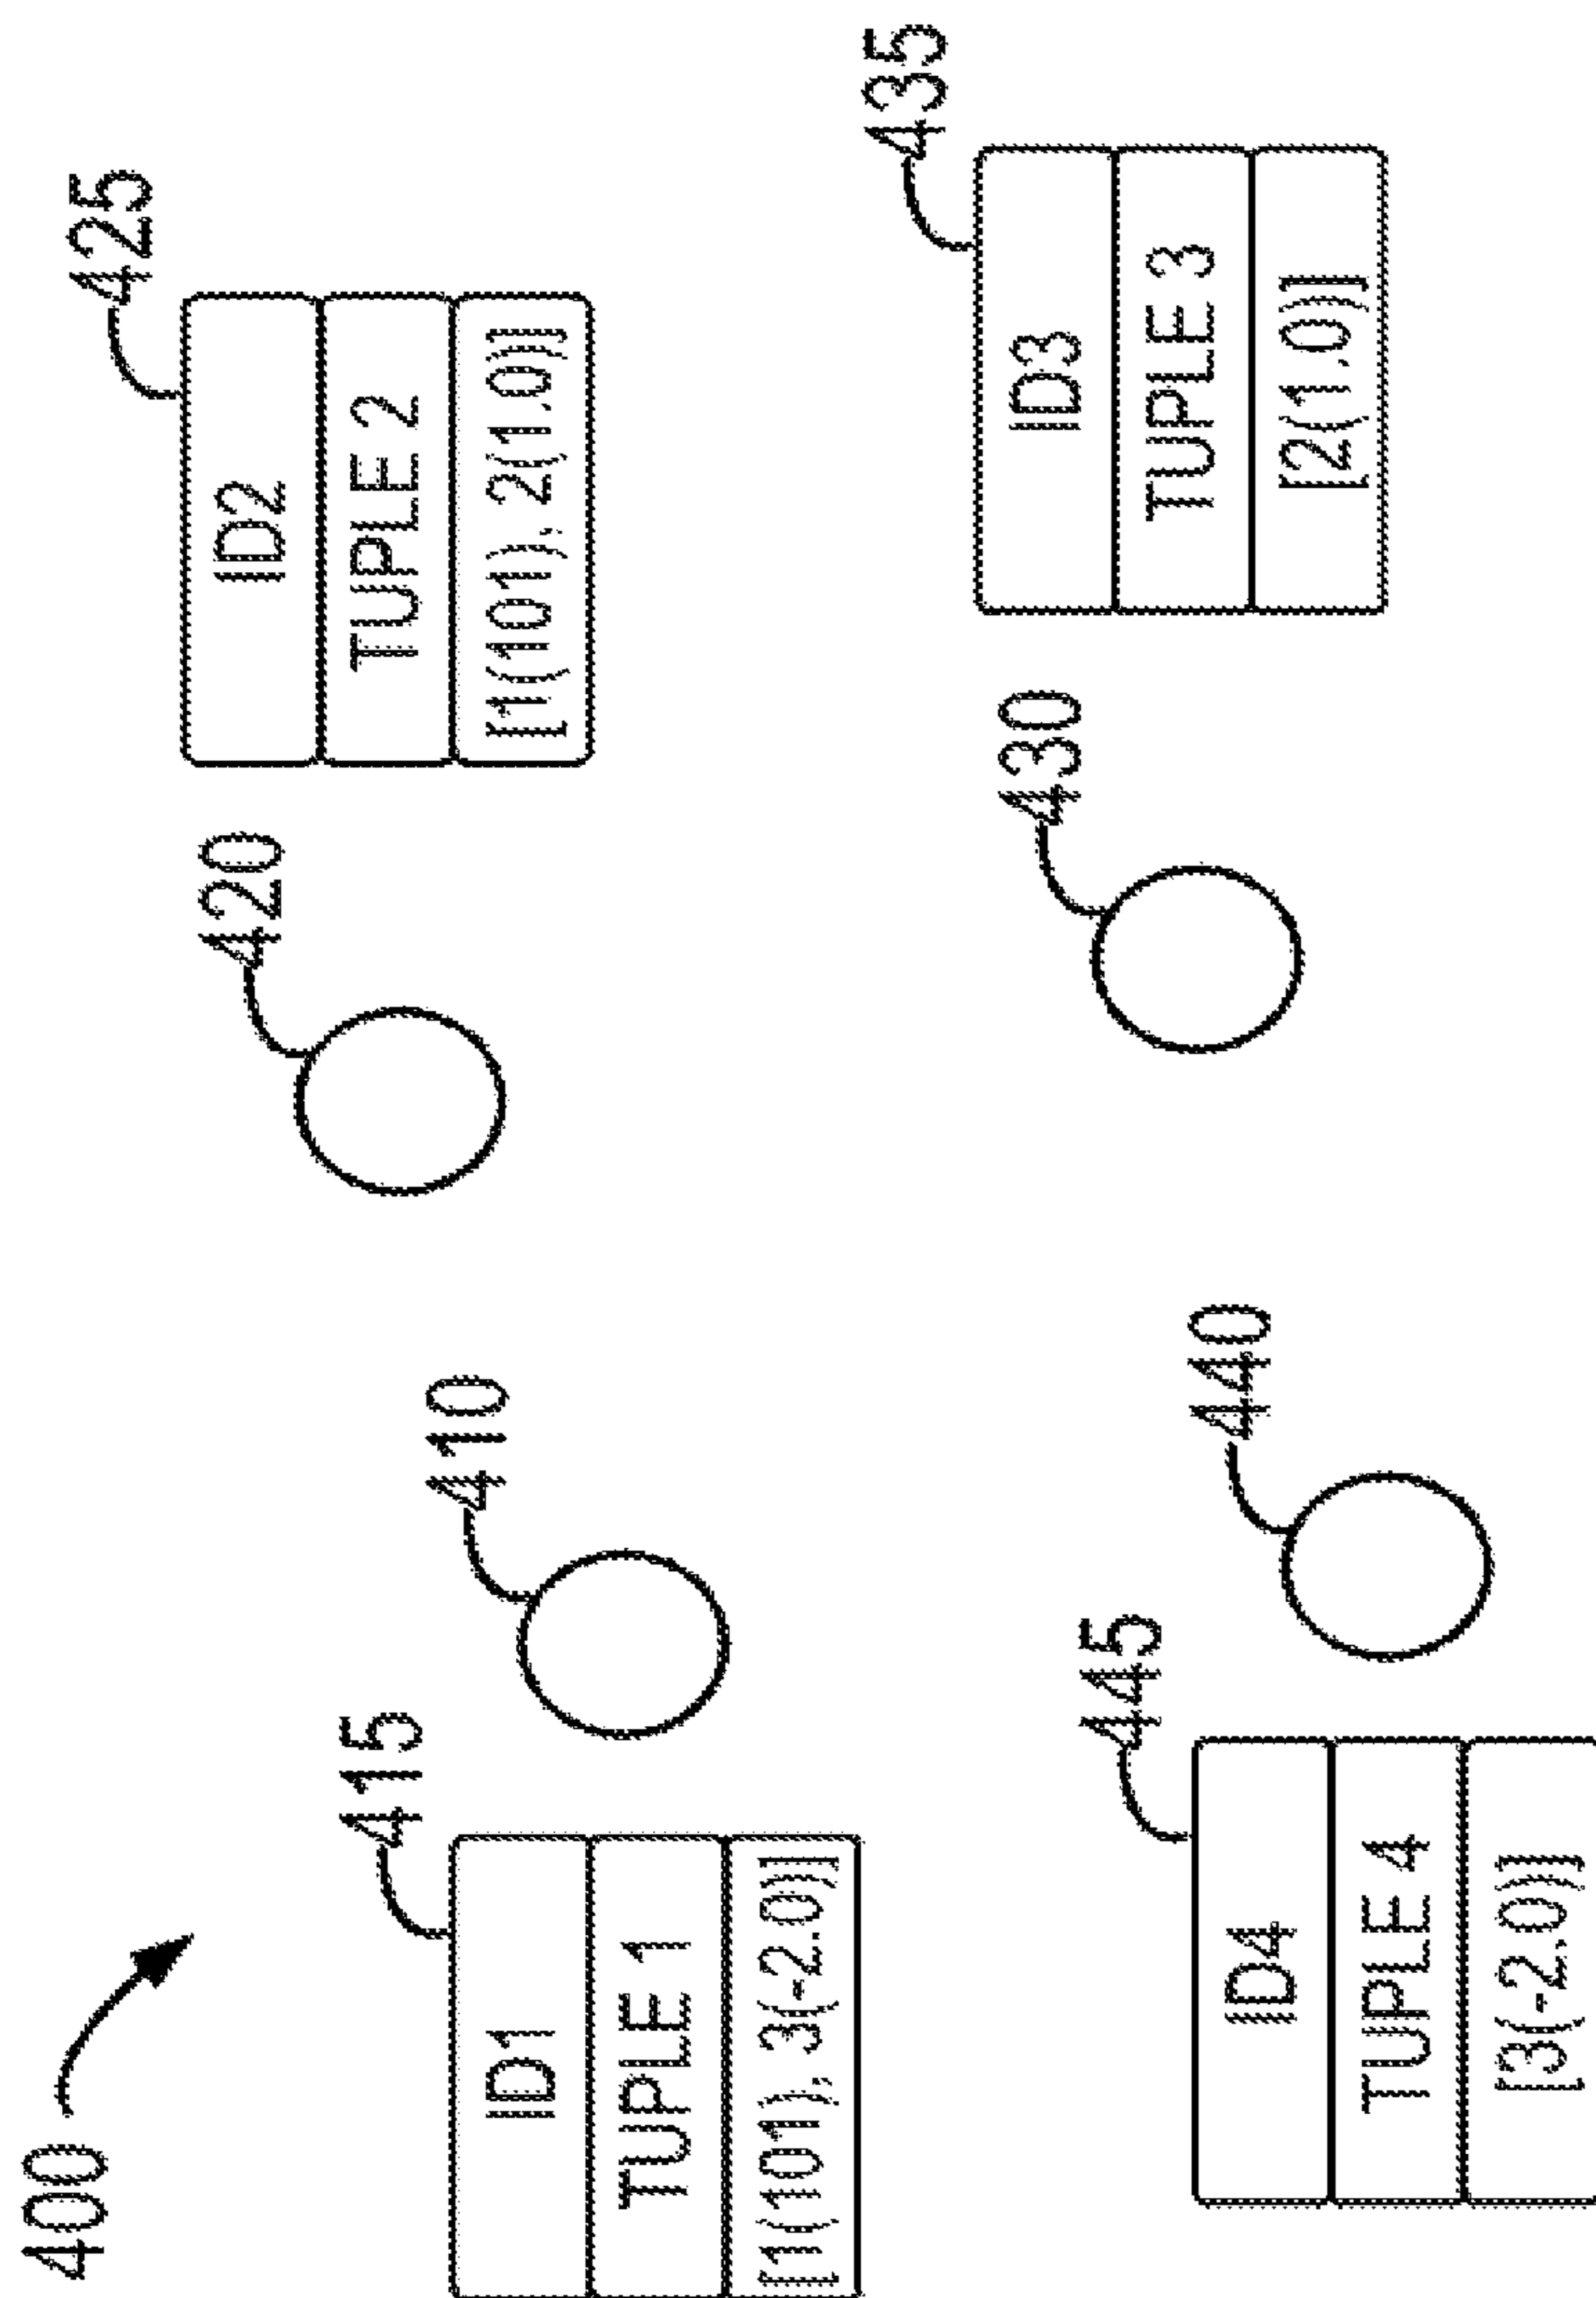 400
415
ID1
TUPLE 1
[1(101), 3(-2.0)]
410
420
425
ID2
TUPLE 2
[1(101), 2(1.0)]
445
ID4
TUPLE 4
[3(-2.0)]
440
430
435
ID3
TUPLE 3
[2(1.0)]